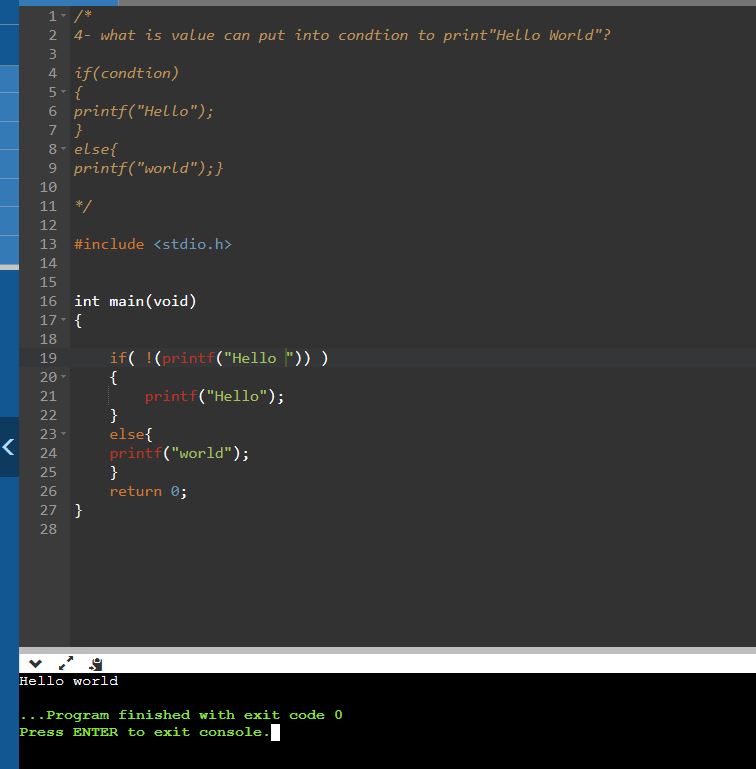 1 /*
2 4- what is value can put into condtion to print"Hello World"?
3
4 if(condtion)
5 {
6 printf("Hello");
7 }
8 else{
9 printf("world");}
10
11 */
12
13 #include <stdio.h>
14
15
16 int main(void)
17 {
18
19 if( !(printf("Hello ")) )
20 {
21 printf("Hello");
22 }
23 else{
24 printf("world");
25 }
26 return 0;
27 }
28
Hello world
...Program finished with exit code 0
Press ENTER to exit console.